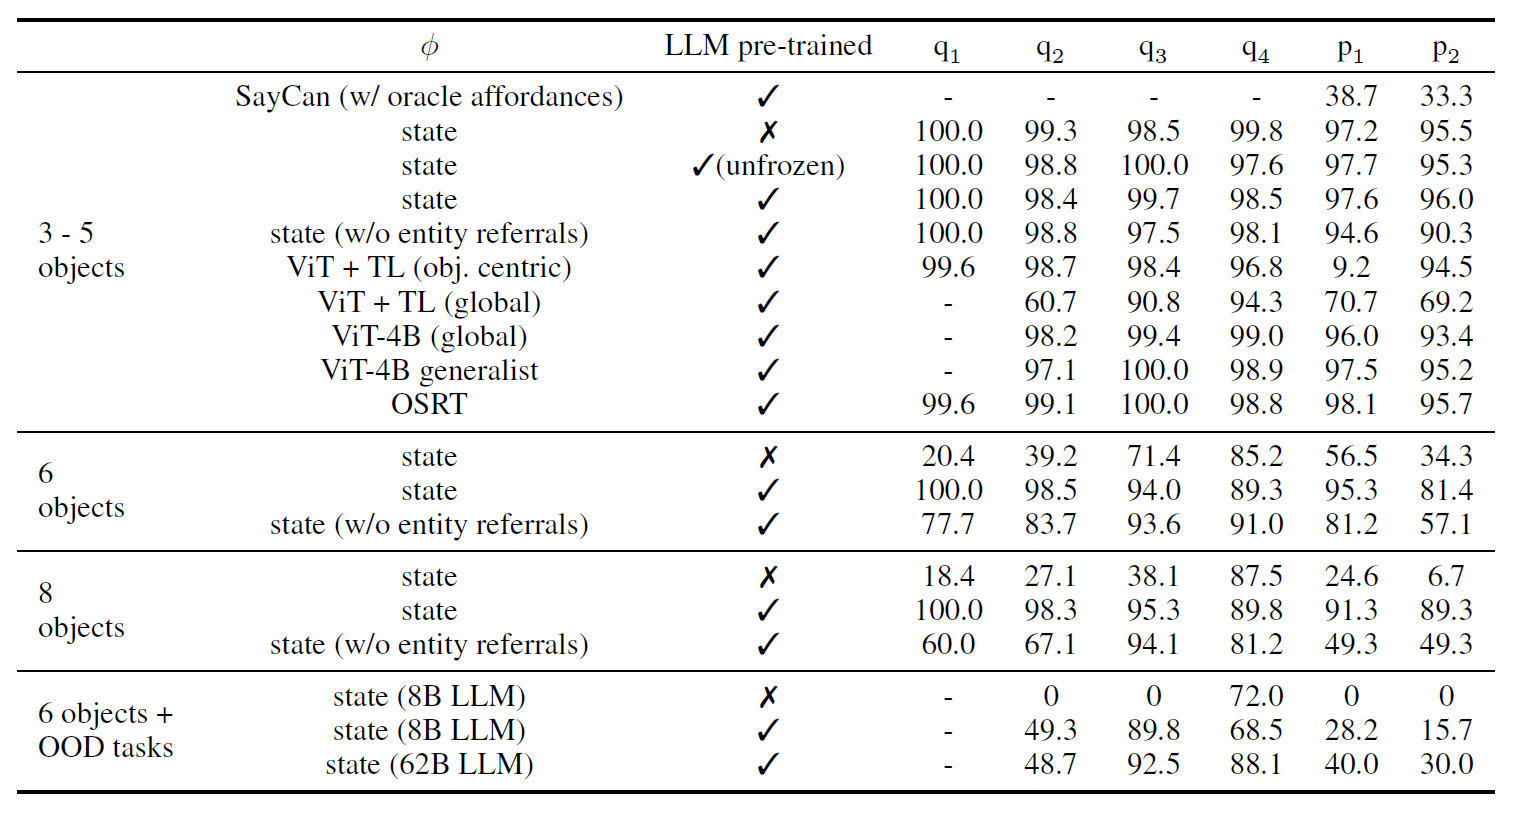 ϕ LLM pre-trained q₁ q₂ q₃ q₄ p₁ p₂
3 - 5
objects
SayCan (w/ oracle affordances) ✓ - - - - 38.7 33.3
state ✗ 100.0 99.3 98.5 99.8 97.2 95.5
state ✓(unfrozen) 100.0 98.8 100.0 97.6 97.7 95.3
state ✓ 100.0 98.4 99.7 98.5 97.6 96.0
state (w/o entity referrals) ✓ 100.0 98.8 97.5 98.1 94.6 90.3
ViT + TL (obj. centric) ✓ 99.6 98.7 98.4 96.8 9.2 94.5
ViT + TL (global) ✓ - 60.7 90.8 94.3 70.7 69.2
ViT-4B (global) ✓ - 98.2 99.4 99.0 96.0 93.4
ViT-4B generalist ✓ - 97.1 100.0 98.9 97.5 95.2
OSRT ✓ 99.6 99.1 100.0 98.8 98.1 95.7
6
objects
state ✗ 20.4 39.2 71.4 85.2 56.5 34.3
state ✓ 100.0 98.5 94.0 89.3 95.3 81.4
state (w/o entity referrals) ✓ 77.7 83.7 93.6 91.0 81.2 57.1
8
objects
state ✗ 18.4 27.1 38.1 87.5 24.6 6.7
state ✓ 100.0 98.3 95.3 89.8 91.3 89.3
state (w/o entity referrals) ✓ 60.0 67.1 94.1 81.2 49.3 49.3
6 objects +
OOD tasks
state (8B LLM) ✗ - 0 0 72.0 0 0
state (8B LLM) ✓ - 49.3 89.8 68.5 28.2 15.7
state (62B LLM) ✓ - 48.7 92.5 88.1 40.0 30.0